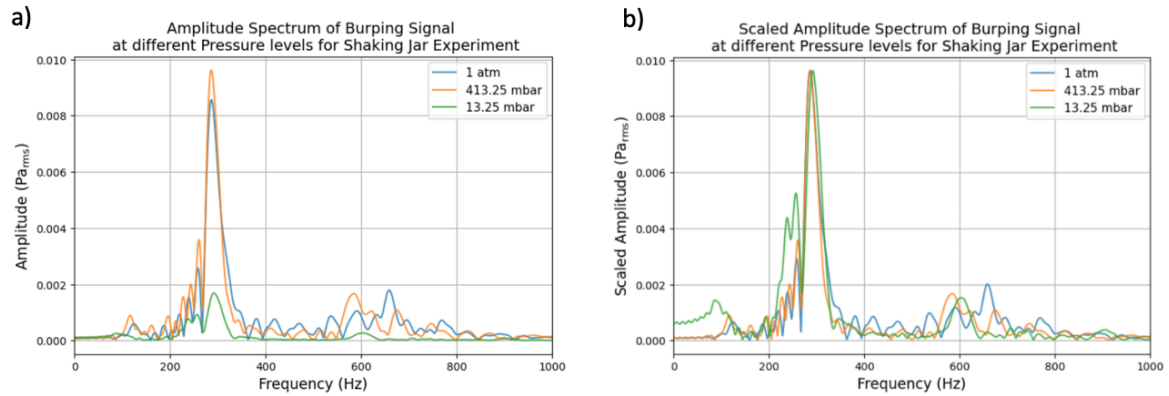 a)
Amplitude Spectrum of Burping Signal
at different Pressure levels for Shaking Jar Experiment
0.010
0.008
0.006
0.004
0.002
0.000
Amplitude (Pa_rms)
1 atm
413.25 mbar
13.25 mbar
0 200 400 600 800 1000
Frequency (Hz)
b)
Scaled Amplitude Spectrum of Burping Signal
at different Pressure levels for Shaking Jar Experiment
0.010
0.008
0.006
0.004
0.002
0.000
Scaled Amplitude (Pa_rms)
1 atm
413.25 mbar
13.25 mbar
0 200 400 600 800 1000
Frequency (Hz)